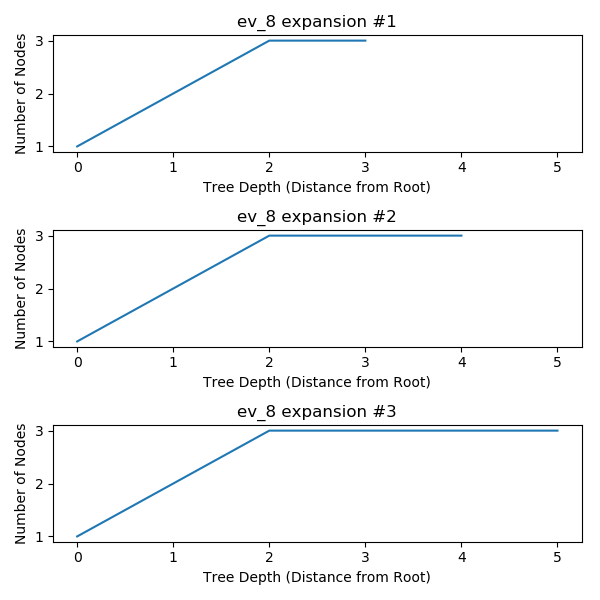 ev_8 expansion #1
Number of Nodes
3
2
1
0 1 2 3 4 5
Tree Depth (Distance from Root)
ev_8 expansion #2
Number of Nodes
3
2
1
0 1 2 3 4 5
Tree Depth (Distance from Root)
ev_8 expansion #3
Number of Nodes
3
2
1
0 1 2 3 4 5
Tree Depth (Distance from Root)